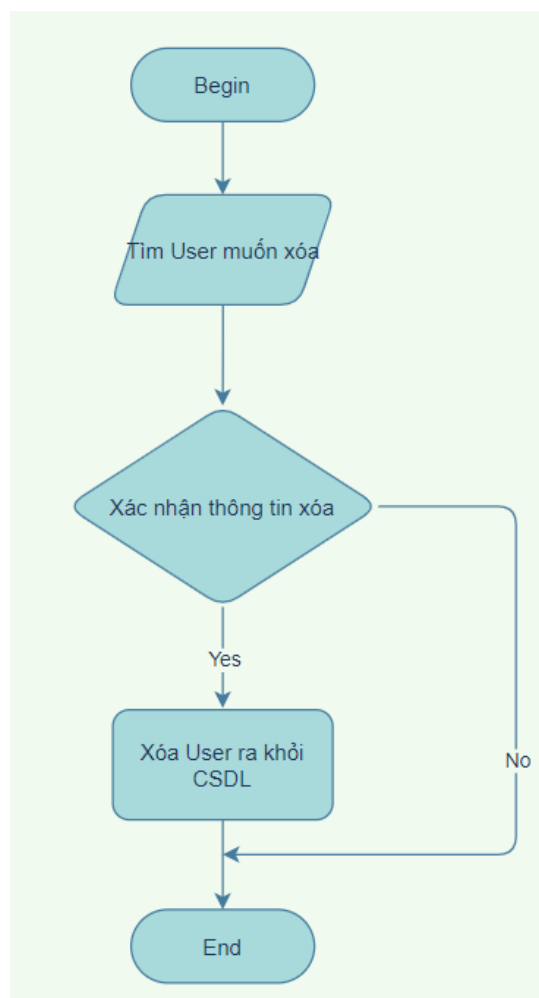 Begin
Tìm User muốn xóa
Xác nhận thông tin xóa
Yes
Xóa User ra khỏi
CSDL
No
End